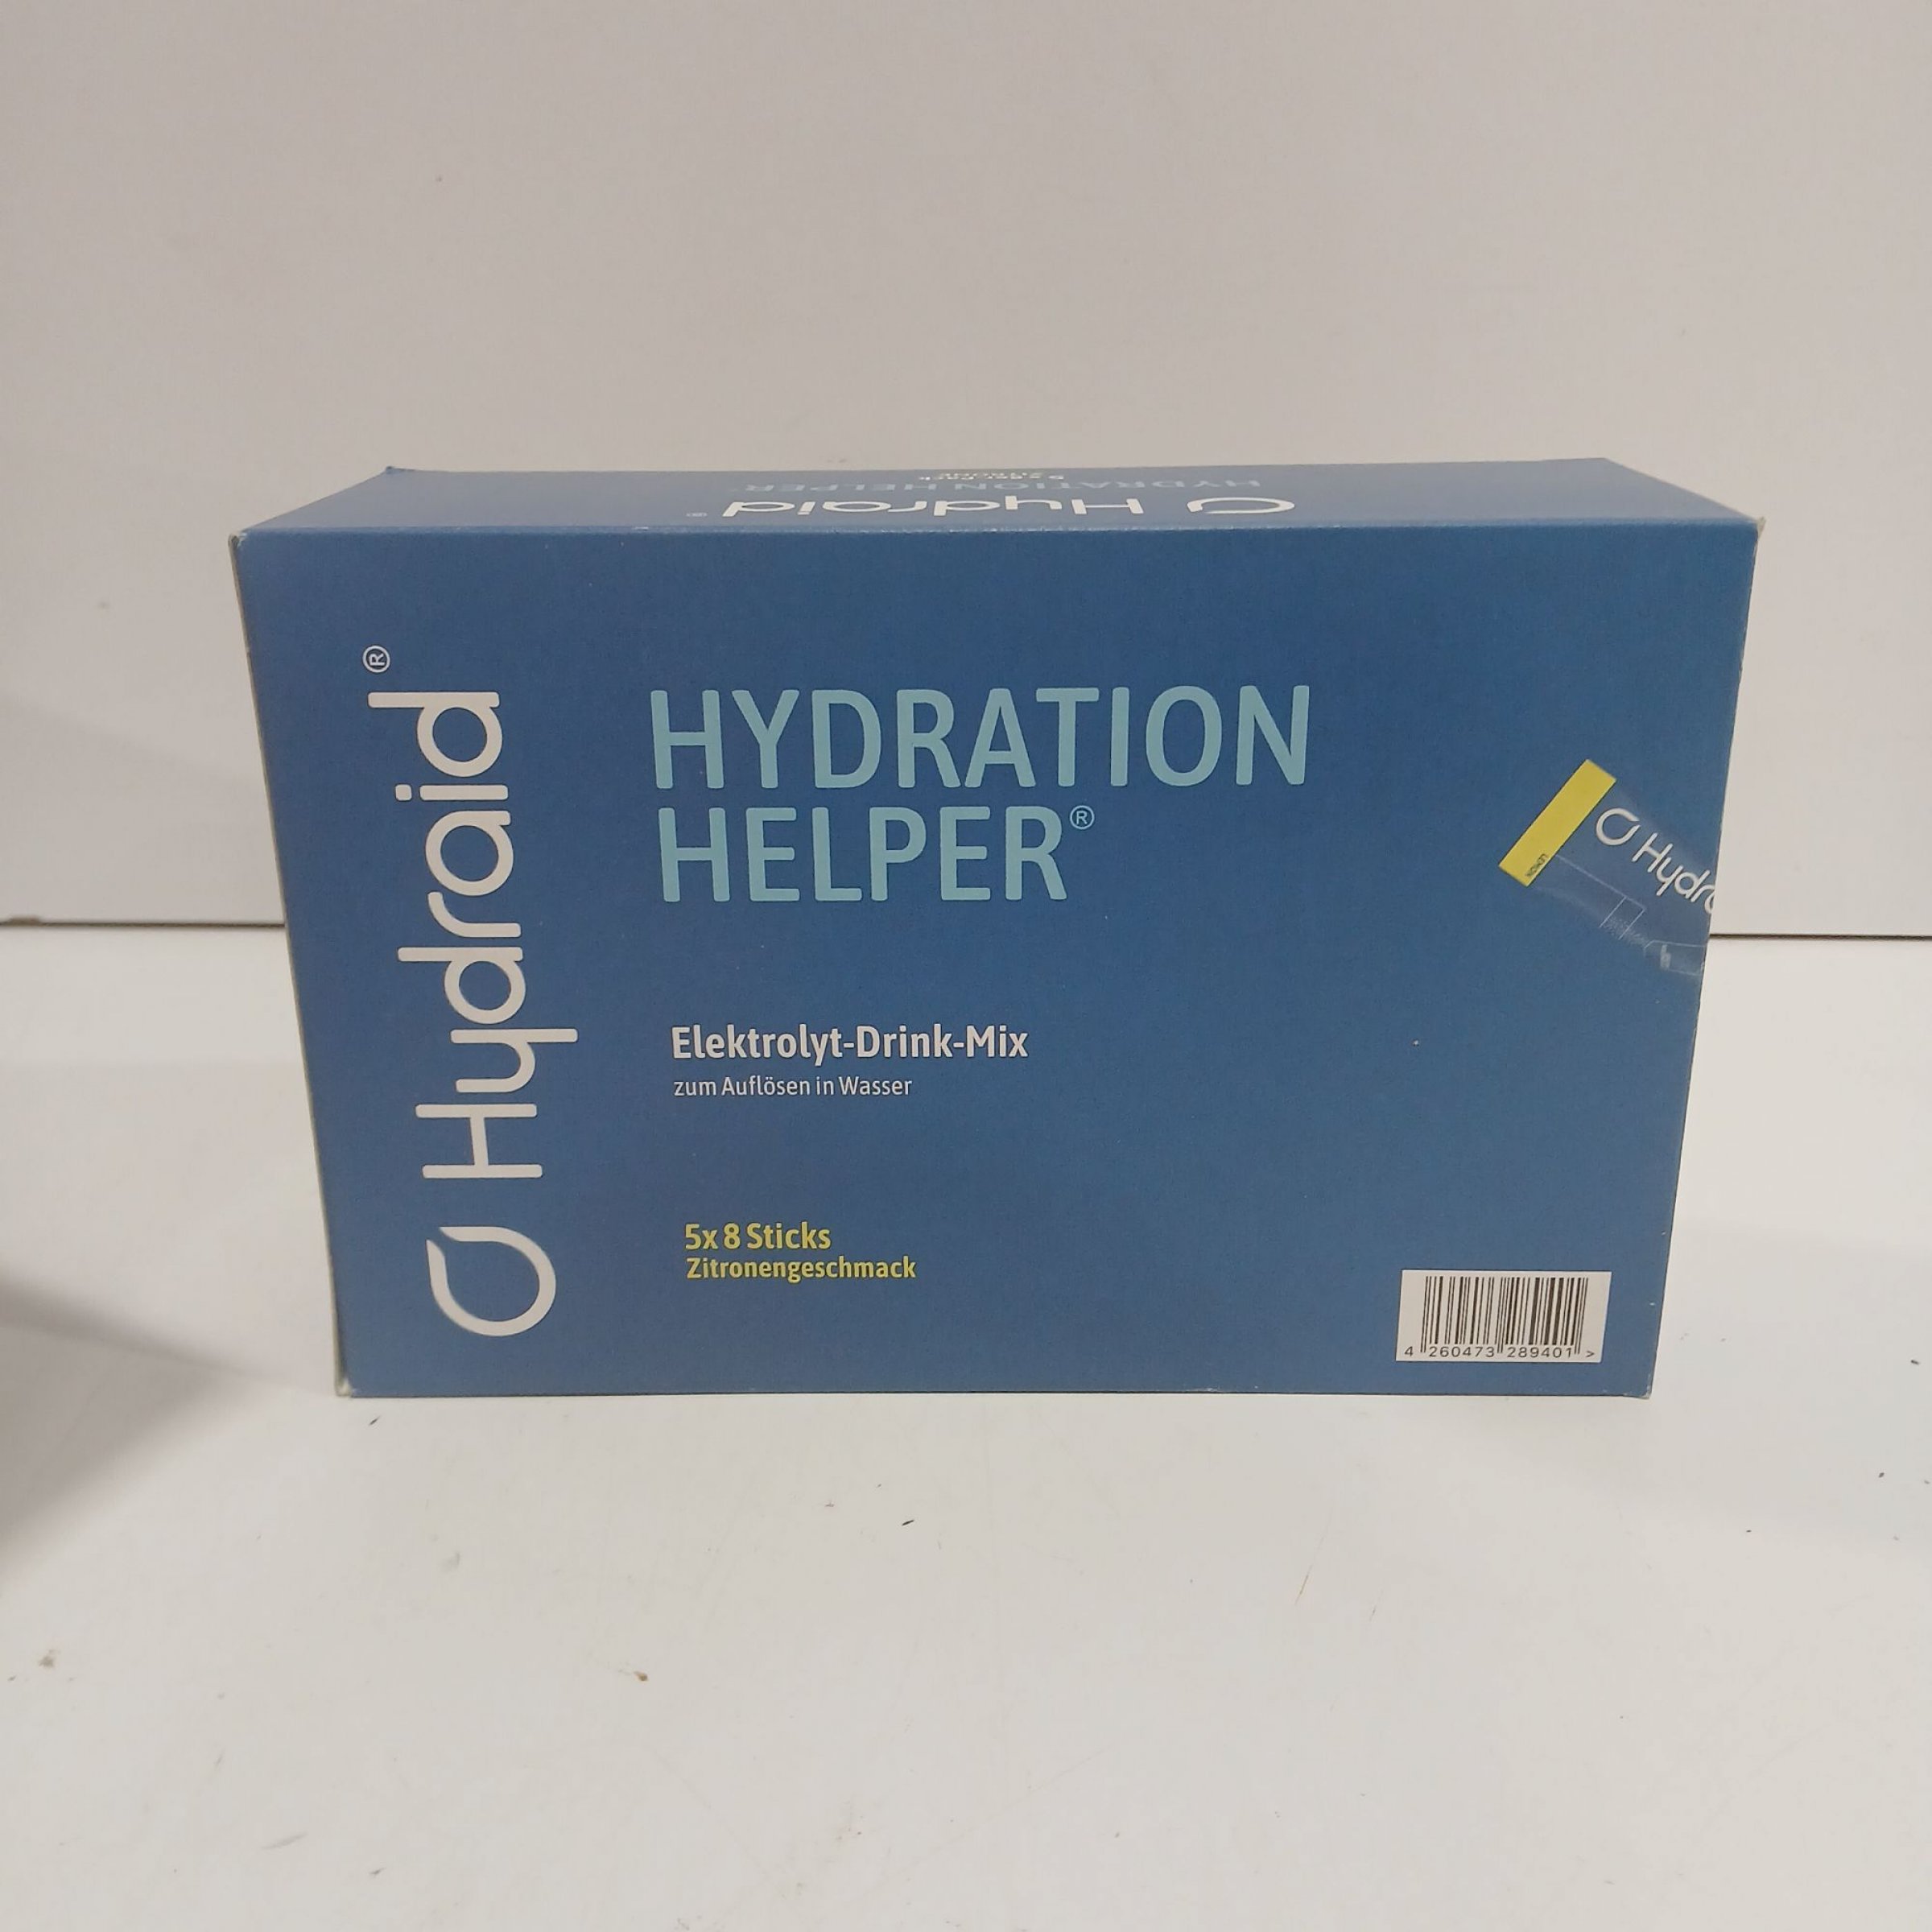 Hydraid®
HYDRATION HELPER
Hydraid®
HYDRATION
HELPER®
Elektrolyt-Drink-Mix
zum Auflösen in Wasser
5x 8 Sticks
Zitronengeschmack
Hydra
4 260473 289401 >